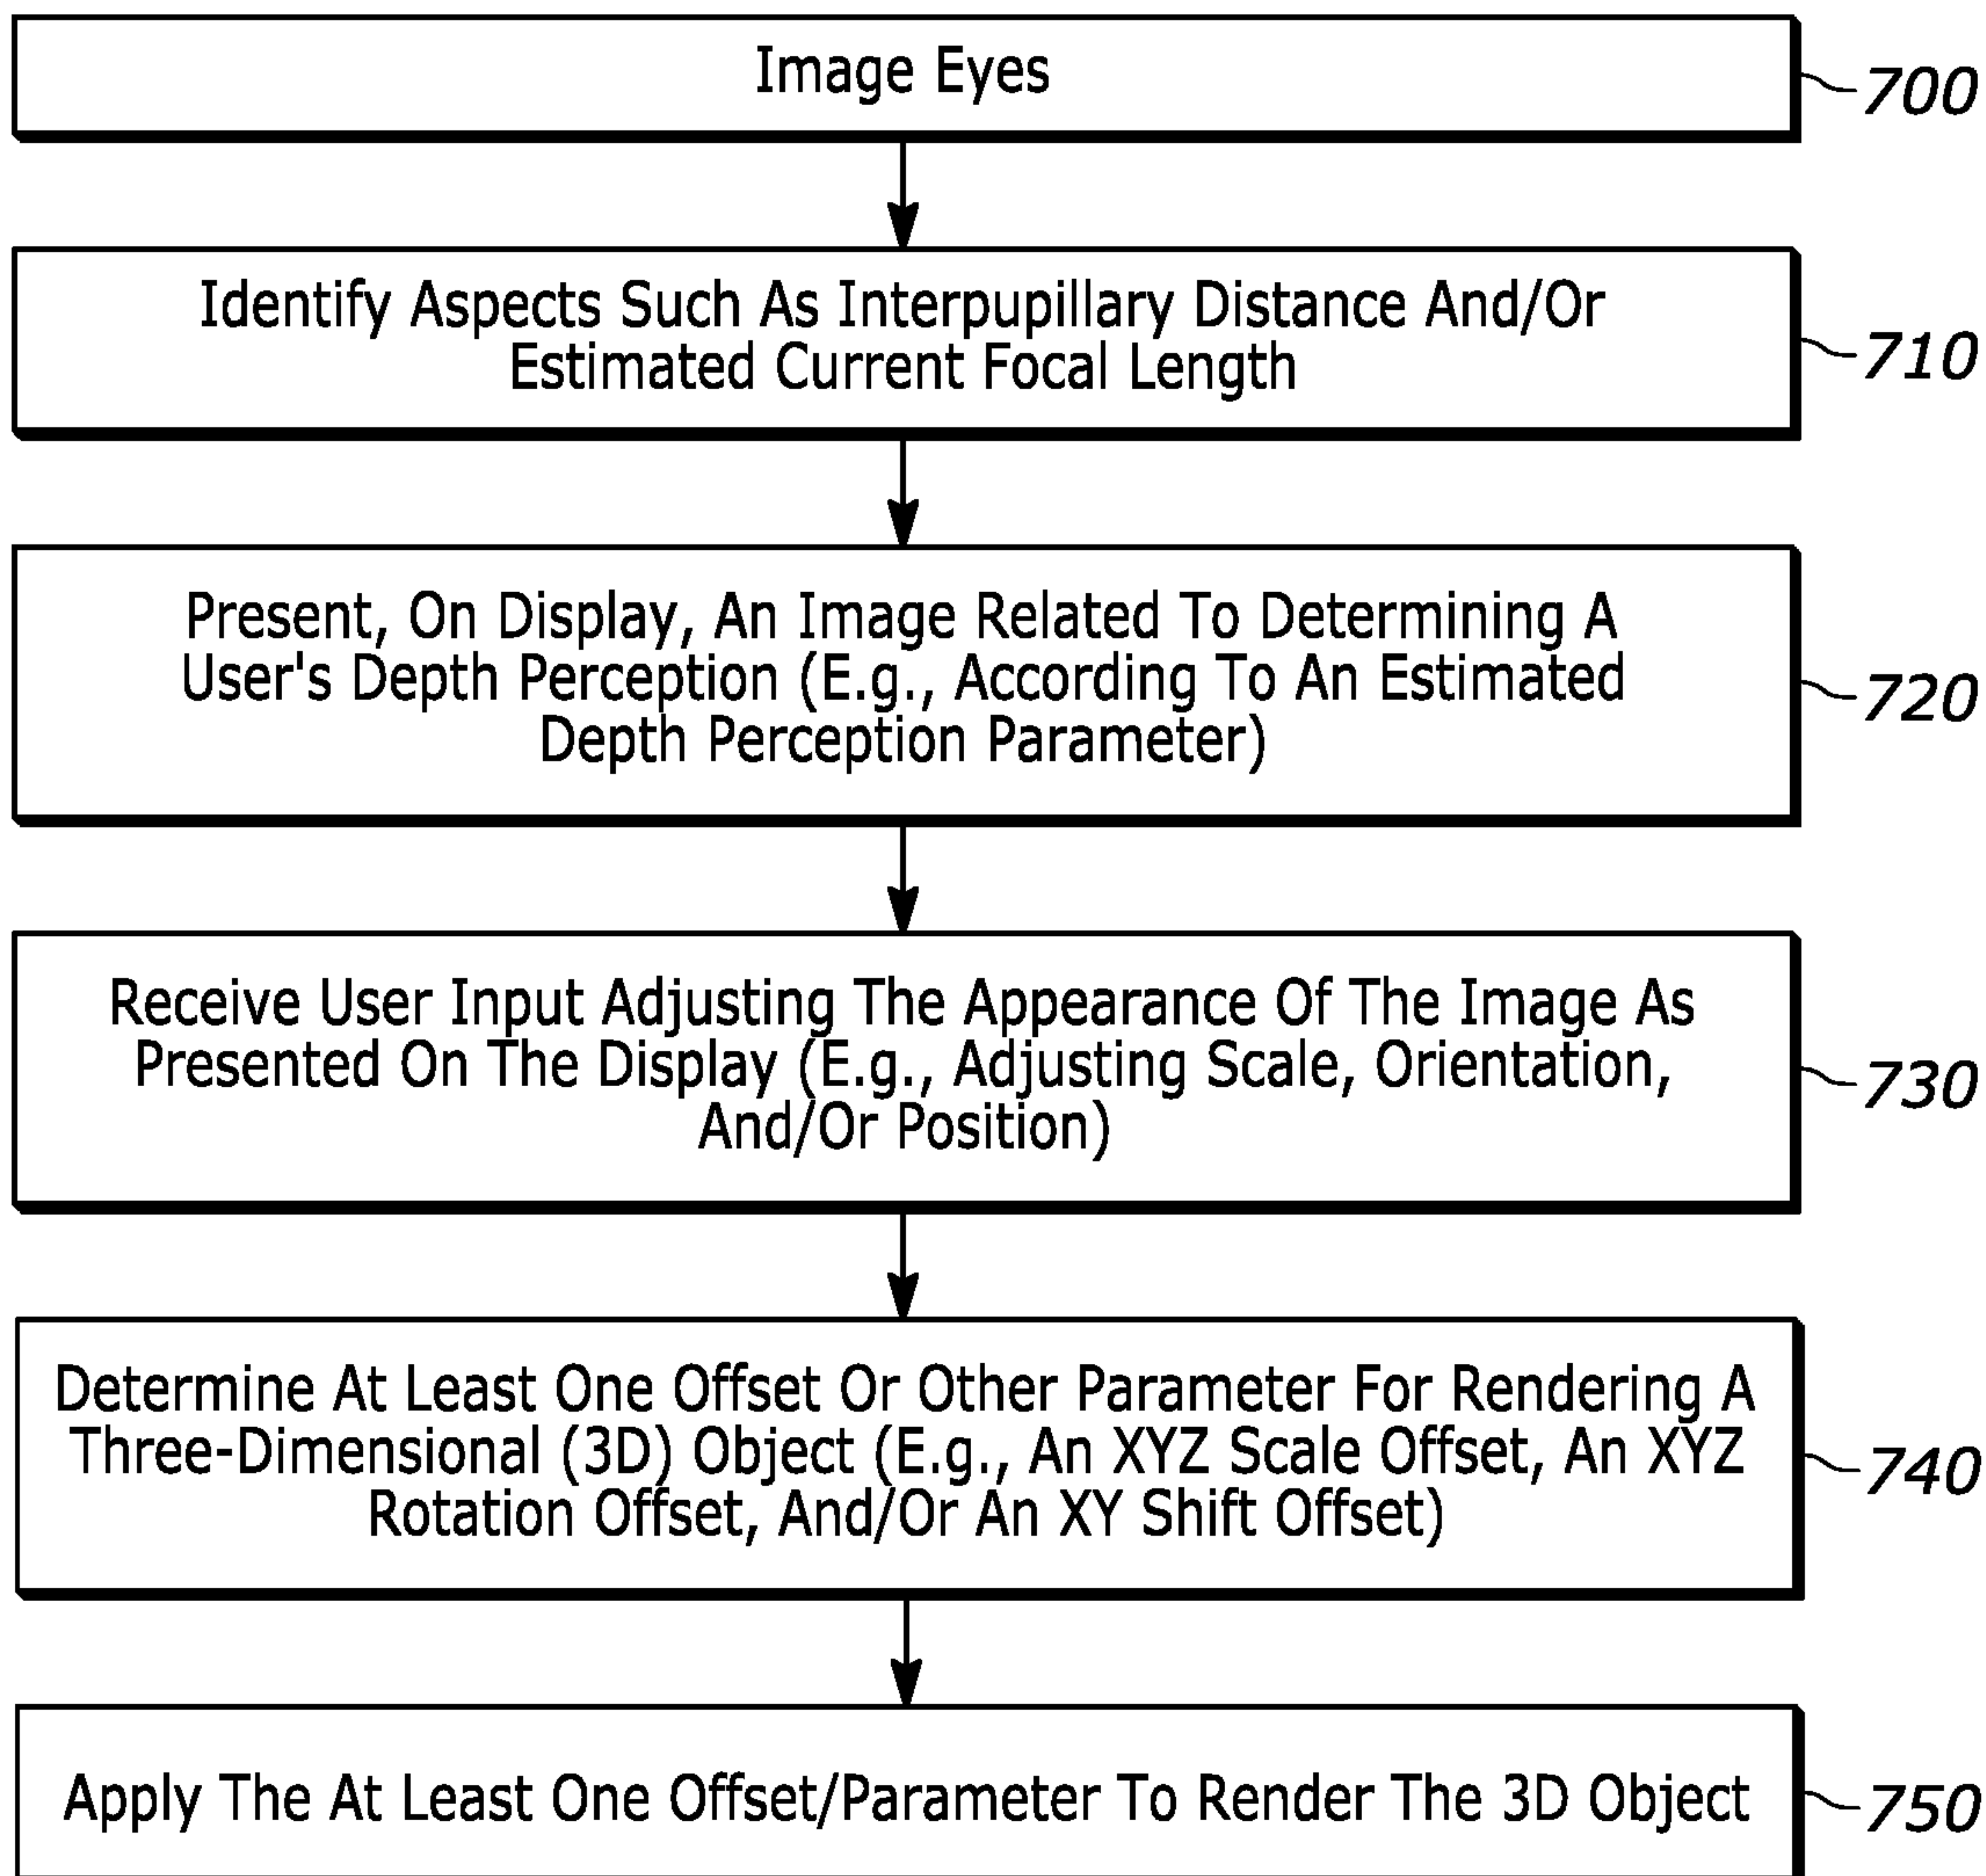 Image Eyes
700
Identify Aspects Such As Interpupillary Distance And/Or
Estimated Current Focal Length
710
Present, On Display, An Image Related To Determining A
User's Depth Perception (E.g., According To An Estimated
Depth Perception Parameter)
720
Receive User Input Adjusting The Appearance Of The Image As
Presented On The Display (E.g., Adjusting Scale, Orientation,
And/Or Position)
730
Determine At Least One Offset Or Other Parameter For Rendering A
Three-Dimensional (3D) Object (E.g., An XYZ Scale Offset, An XYZ
Rotation Offset, And/Or An XY Shift Offset)
740
Apply The At Least One Offset/Parameter To Render The 3D Object
750